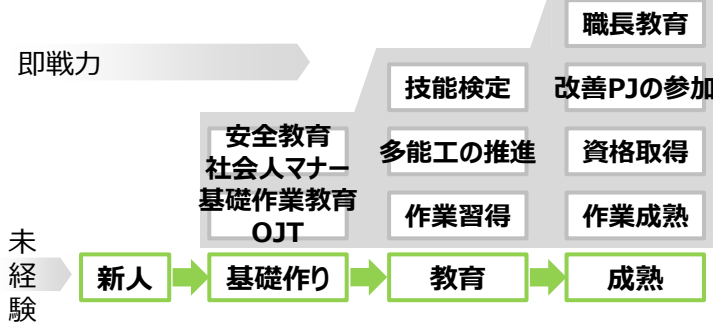 職長教育
即戦力
技能検定
改善PJの参加
安全教育
社会人マナー
多能工の推進
資格取得
基礎作業教育
OJT
作業習得
作業成熟
未
経
験
新人
基礎作り
教育
成熟